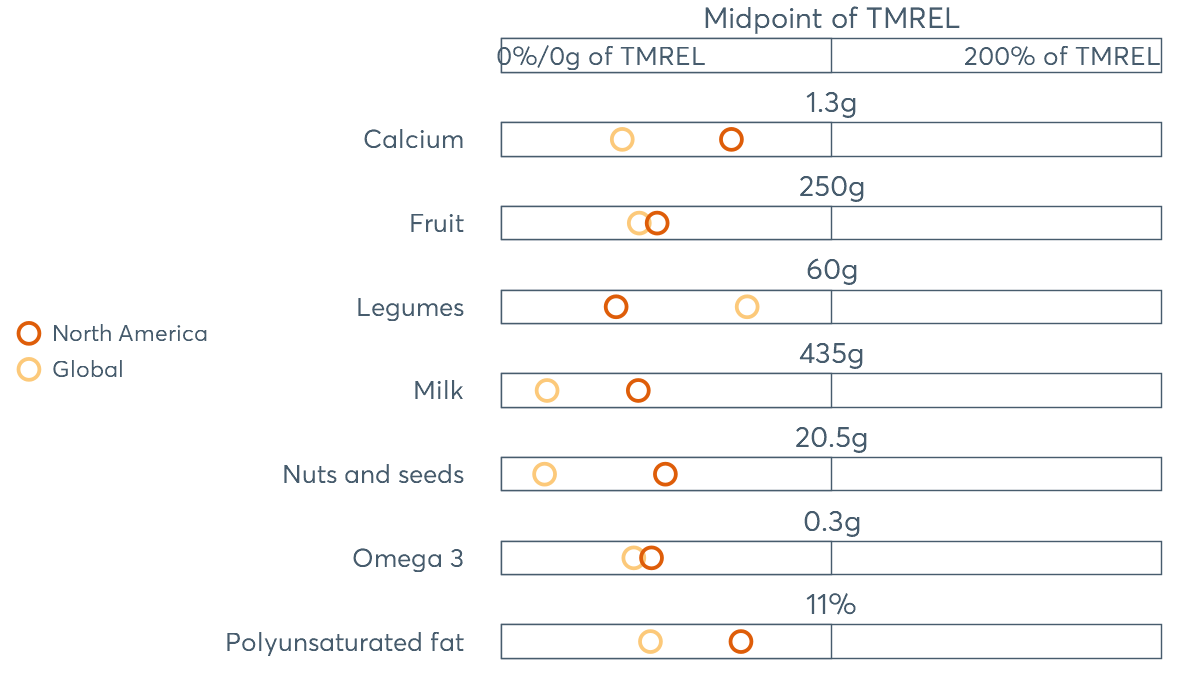 Midpoint of TMREL
0%/0g of TMREL 200% of TMREL
1.3g
Calcium
250g
Fruit
60g
Legumes
North America
435g
Global
Milk
20.5g
Nuts and seeds
0.3g
Omega 3
11%
Polyunsaturated fat